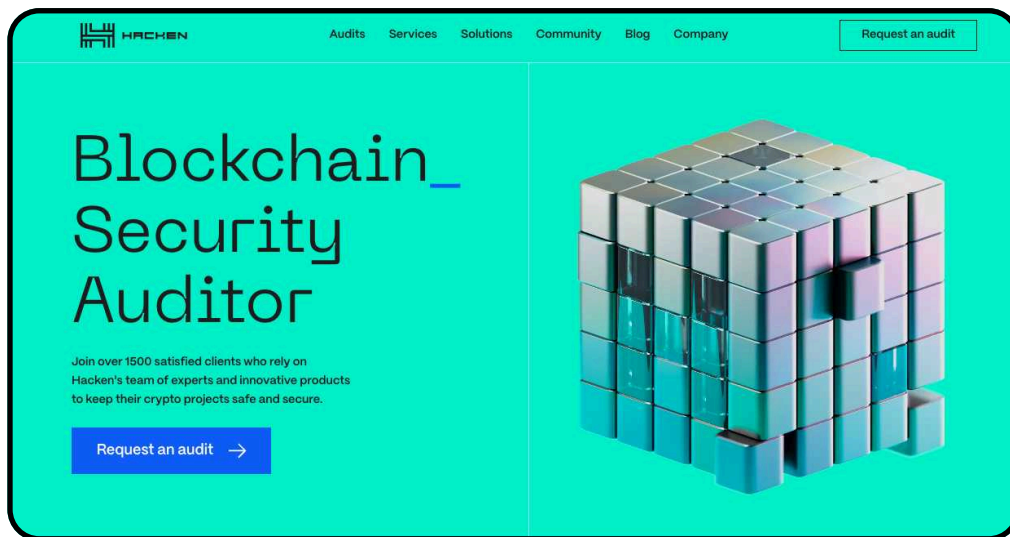 HACKEN
Audits Services Solutions Community Blog Company
Request an audit
Blockchain_
Security
Auditor
Join over 1500 satisfied clients who rely on
Hacken's team of experts and innovative products
to keep their crypto projects safe and secure.
Request an audit →